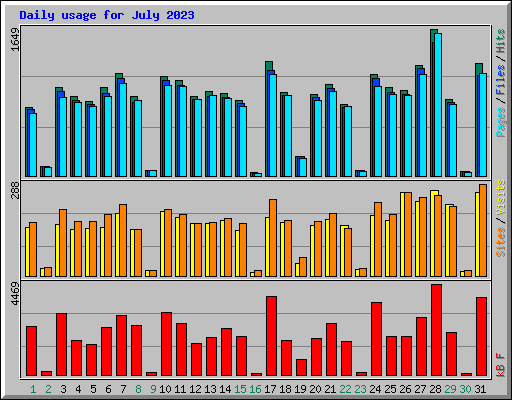 Daily usage for July 2023
1649
Pages/Files/Hits
288
Sites/Visits
4469
kB F
1 2 3 4 5 6 7 8 9 10 11 12 13 14 15 16 17 18 19 20 21 22 23 24 25 26 27 28 29 30 31